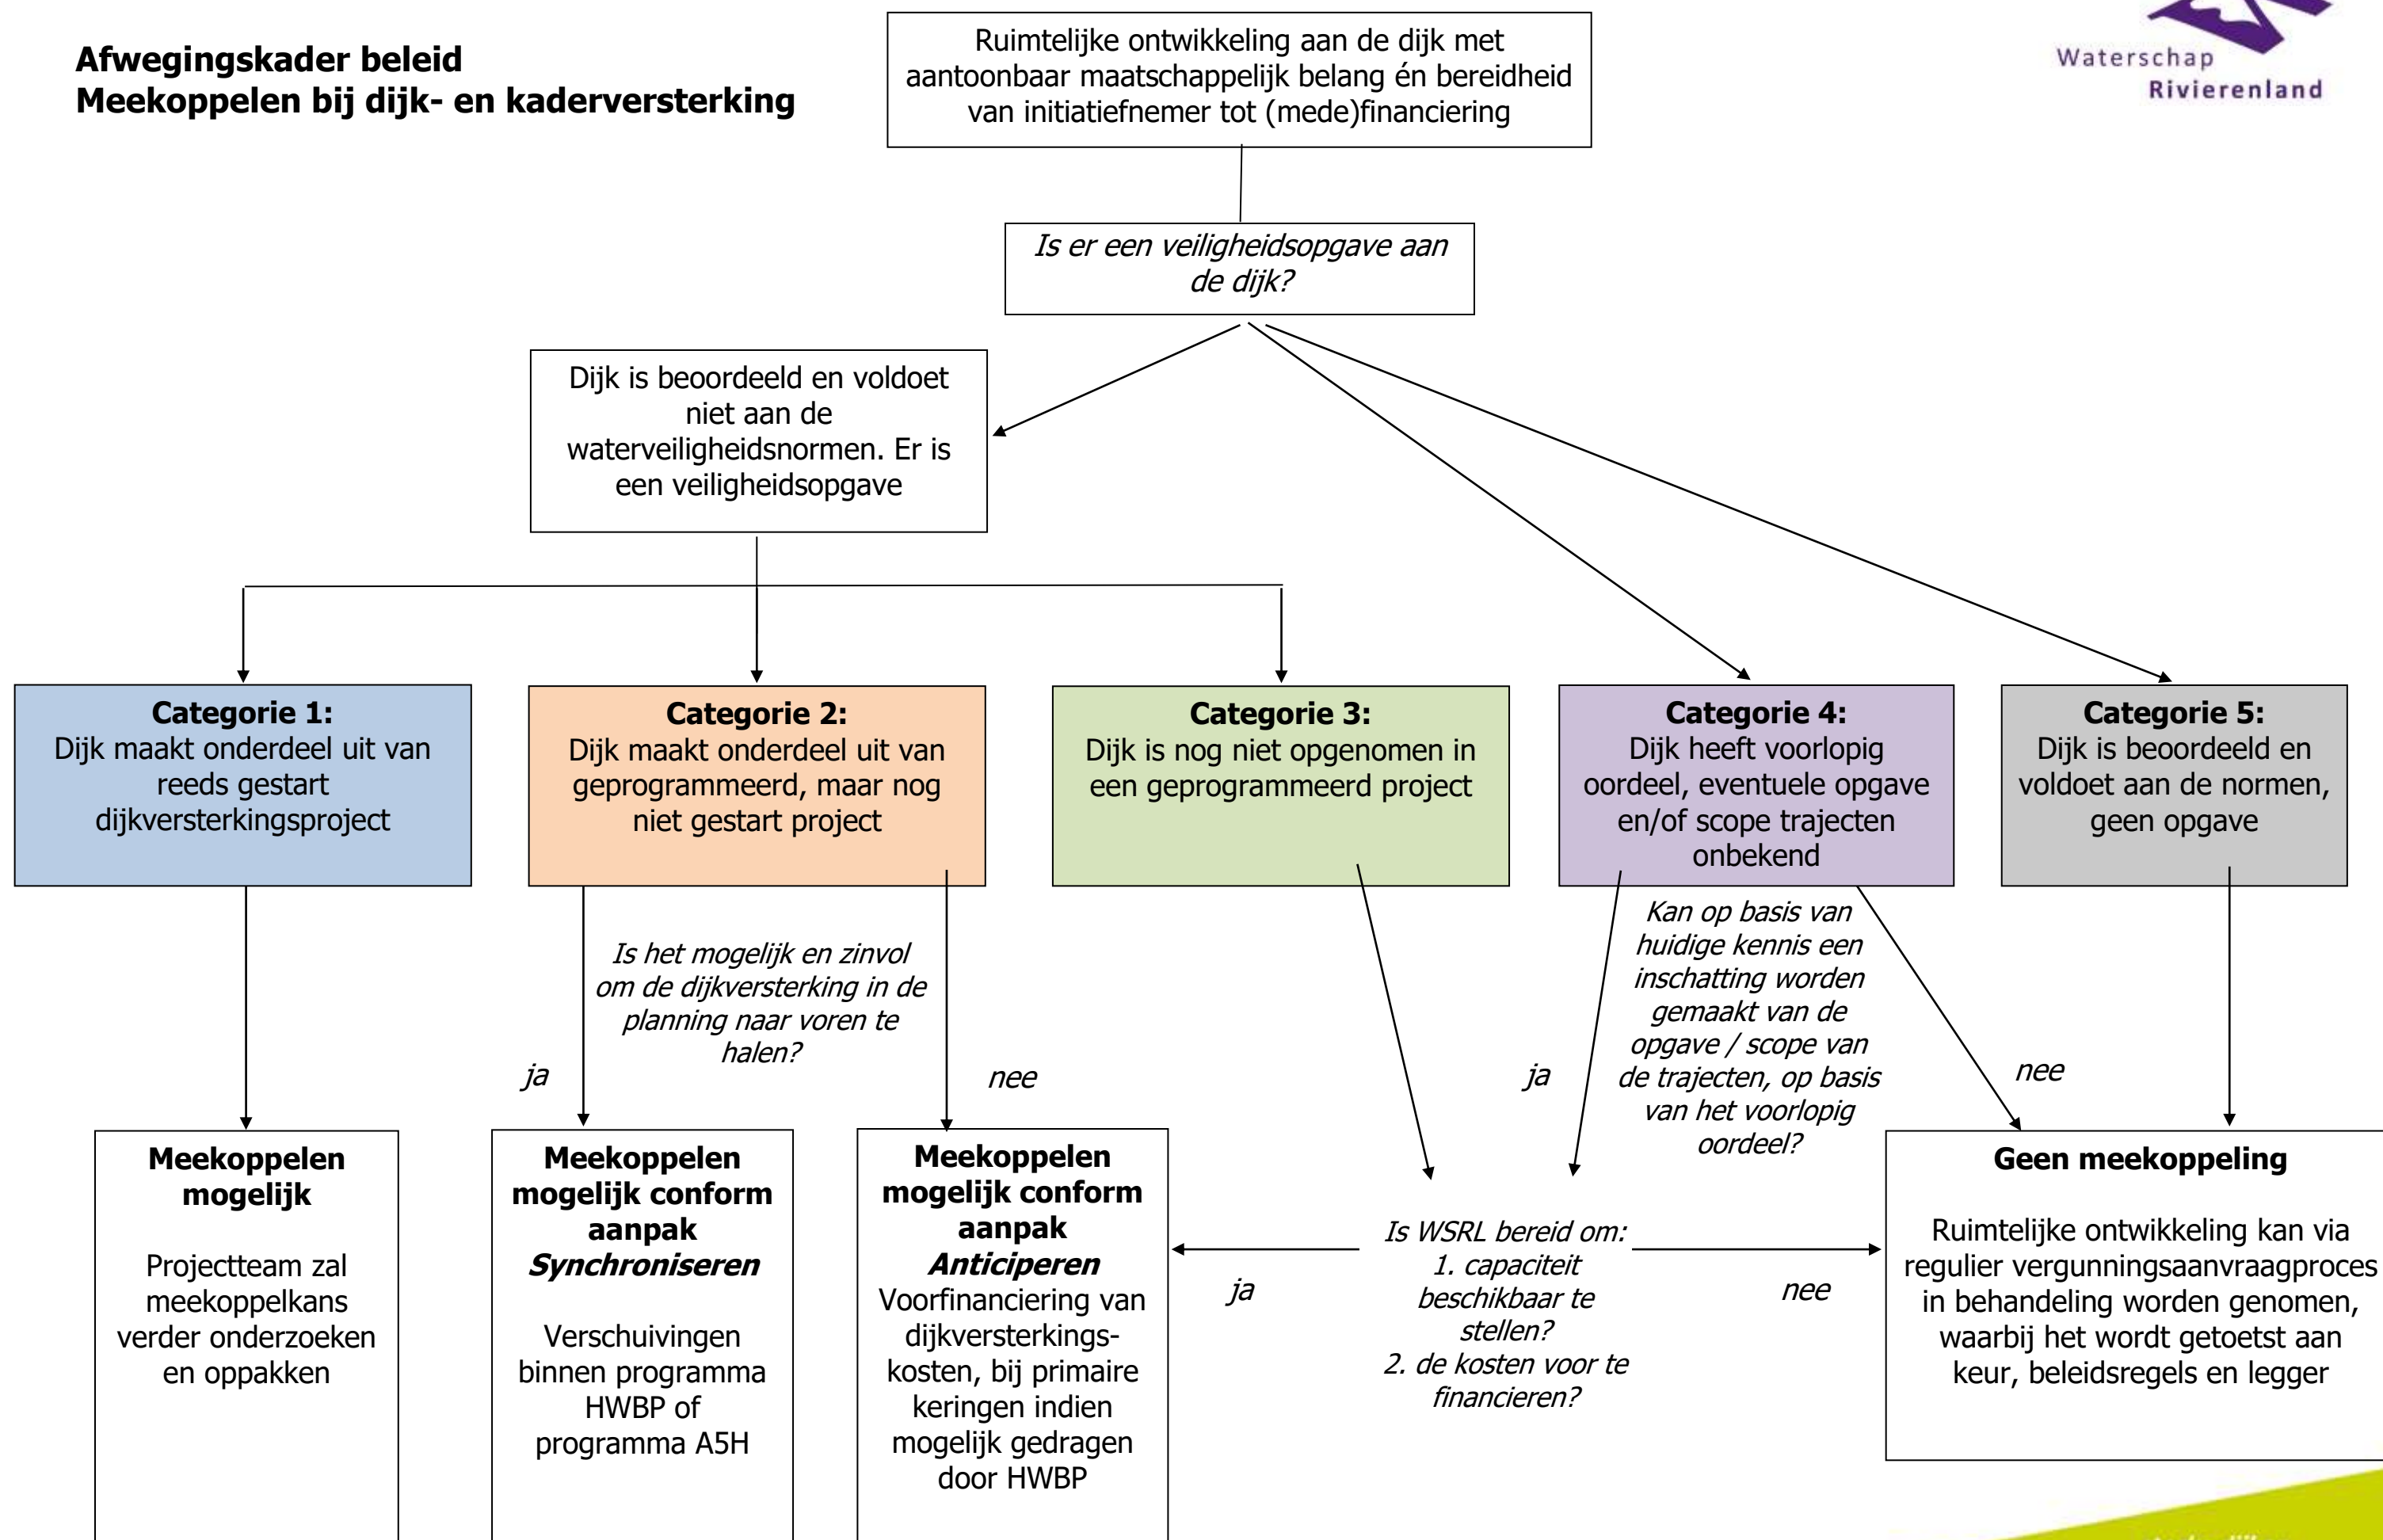 Afwegingskader beleid
Meekoppelen bij dijk- en kaderversterking
Ruimtelijke ontwikkeling aan de dijk met
aantoonbaar maatschappelijk belang én bereidheid
van initiatiefnemer tot (mede)financiering
Waterschap
Rivierenland
Is er een veiligheidsopgave aan
de dijk?
Dijk is beoordeeld en voldoet
niet aan de
waterveiligheidsnormen. Er is
een veiligheidsopgave
Categorie 1:
Dijk maakt onderdeel uit van
reeds gestart
dijkversterkingsproject
Categorie 2:
Dijk maakt onderdeel uit van
geprogrammeerd, maar nog
niet gestart project
Categorie 3:
Dijk is nog niet opgenomen in
een geprogrammeerd project
Categorie 4:
Dijk heeft voorlopig
oordeel, eventuele opgave
en/of scope trajecten
onbekend
Categorie 5:
Dijk is beoordeeld en
voldoet aan de normen,
geen opgave
Is het mogelijk en zinvol
om de dijkversterking in de
planning naar voren te
halen?
ja
nee
Kan op basis van
huidige kennis een
inschatting worden
gemaakt van de
opgave / scope van
de trajecten, op basis
van het voorlopig
oordeel?
ja
nee
Meekoppelen
mogelijk
Projectteam zal
meekoppelkans
verder onderzoeken
en oppakken
Meekoppelen
mogelijk conform
aanpak
Synchroniseren
Verschuivingen
binnen programma
HWBP of
programma A5H
Meekoppelen
mogelijk conform
aanpak
Anticiperen
Voorfinanciering van
dijkversterkings-
kosten, bij primaire
keringen indien
mogelijk gedragen
door HWBP
ja
Is WSRL bereid om:
1. capaciteit
beschikbaar te
stellen?
2. de kosten voor te
financieren?
nee
Geen meekoppeling
Ruimtelijke ontwikkeling kan via
regulier vergunningsaanvraagproces
in behandeling worden genomen,
waarbij het wordt getoetst aan
keur, beleidsregels en legger